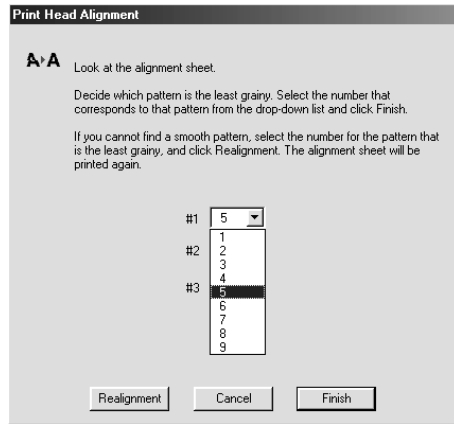 Print Head Alignment
A A
Look at the alignment sheet.
Decide which pattern is the least grainy. Select the number that
corresponds to that pattern from the drop-down list and click Finish.
If you cannot find a smooth pattern, select the number for the pattern that
is the least grainy, and click Realignment. The alignment sheet will be
printed again.
#1 5
1
#2 2
3
4
#3 5
6
7
8
9
Realignment Cancel Finish